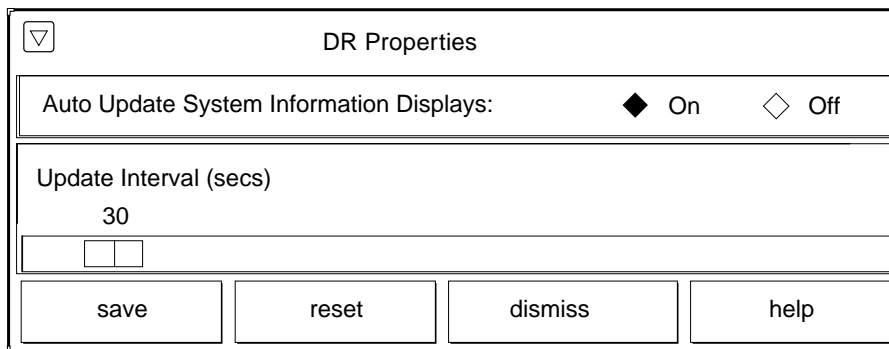 DR Properties
Auto Update System Information Displays: On Off
Update Interval (secs)
30
save reset dismiss help